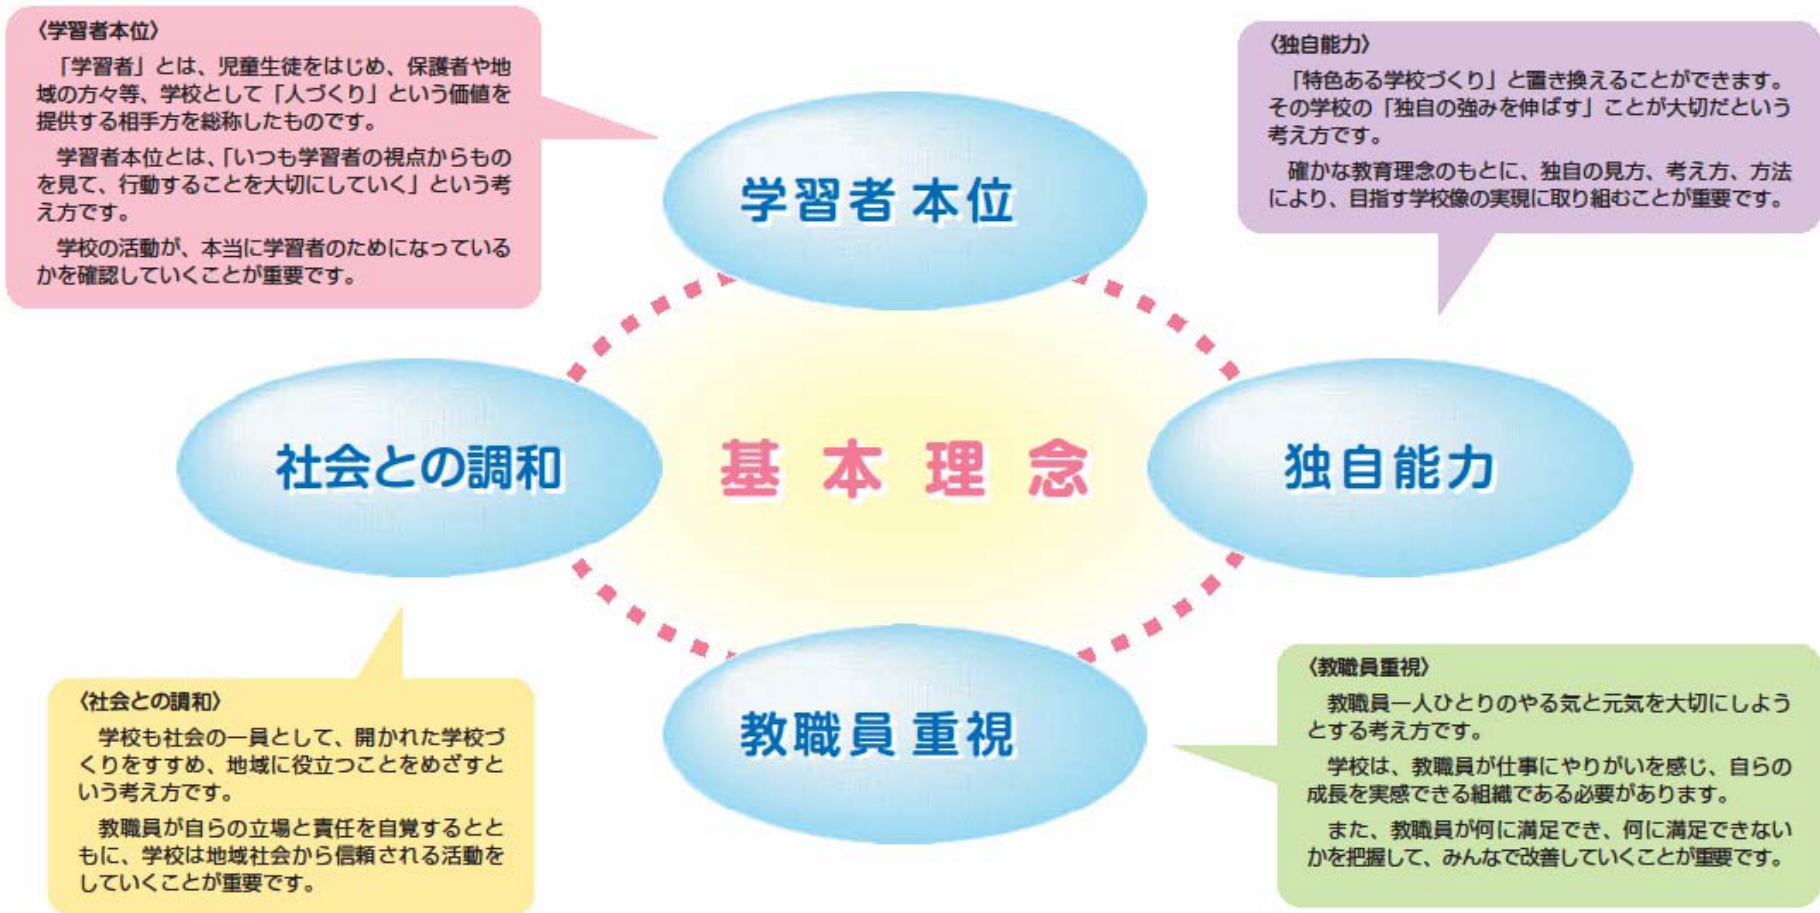 〈学習者本位〉
「学習者」とは、児童生徒をはじめ、保護者や地
域の方々等、学校として「人づくり」という価値を
提供する相手方を総称したものです。
学習者本位とは、「いつも学習者の視点からもの
を見て、行動することを大切にしていく」という考
え方です。
学校の活動が、本当に学習者のためになっている
かを確認していくことが重要です。
〈独自能力〉
「特色ある学校づくり」と置き換えることができます。
その学校の「独自の強みを伸ばす」ことが大切だという
考え方です。
確かな教育理念のもとに、独自の見方、考え方、方法
により、目指す学校像の実現に取り組むことが重要です。
学習者本位
社会との調和
基本理念
独自能力
教職員重視
〈社会との調和〉
学校も社会の一員として、開かれた学校づ
くりをすすめ、地域に役立つことをめざすと
いう考え方です。
教職員が自らの立場と責任を自覚するとと
もに、学校は地域社会から信頼される活動を
していくことが重要です。
〈教職員重視〉
教職員一人ひとりのやる気と元気を大切にしよう
とする考え方です。
学校は、教職員が仕事にやりがいを感じ、自らの
成長を実感できる組織である必要があります。
また、教職員が何に満足でき、何に満足できない
かを把握して、みんなで改善していくことが重要です。